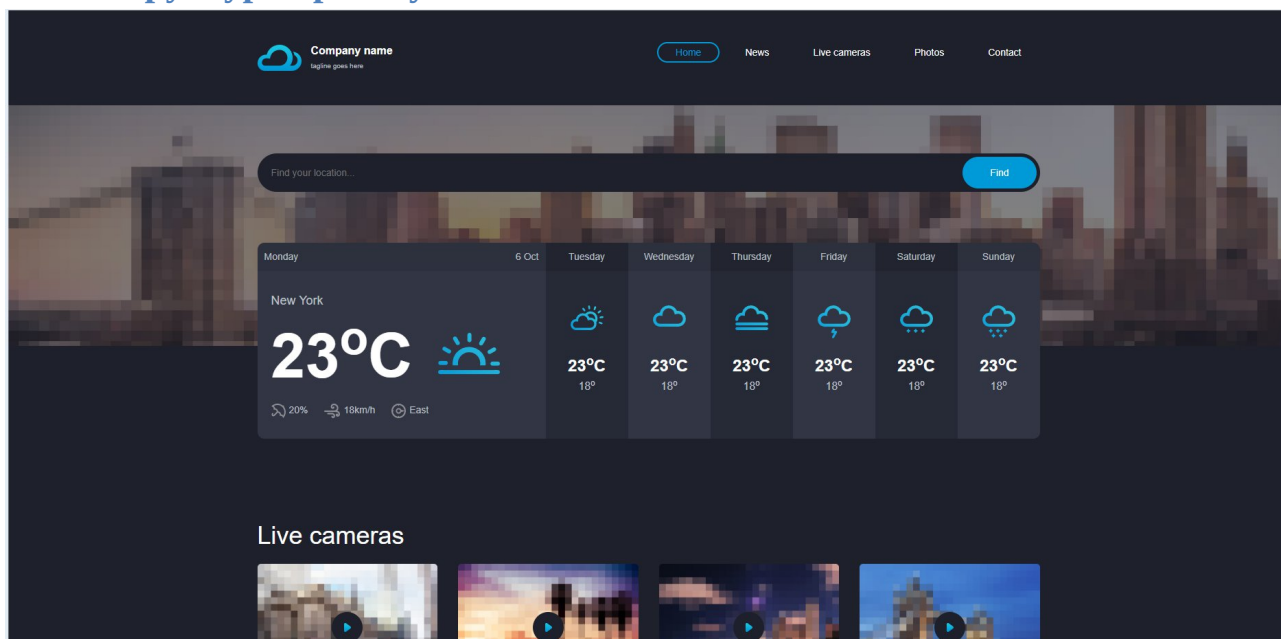 Company name
tagline goes here
Home News Live cameras Photos Contact
Find your location...
Find
Monday 6 Oct Tuesday Wednesday Thursday Friday Saturday Sunday
New York
23ºC
23ºC 23ºC 23ºC 23ºC 23ºC 23ºC
18º 18º 18º 18º 18º 18º
20% 18km/h East
Live cameras